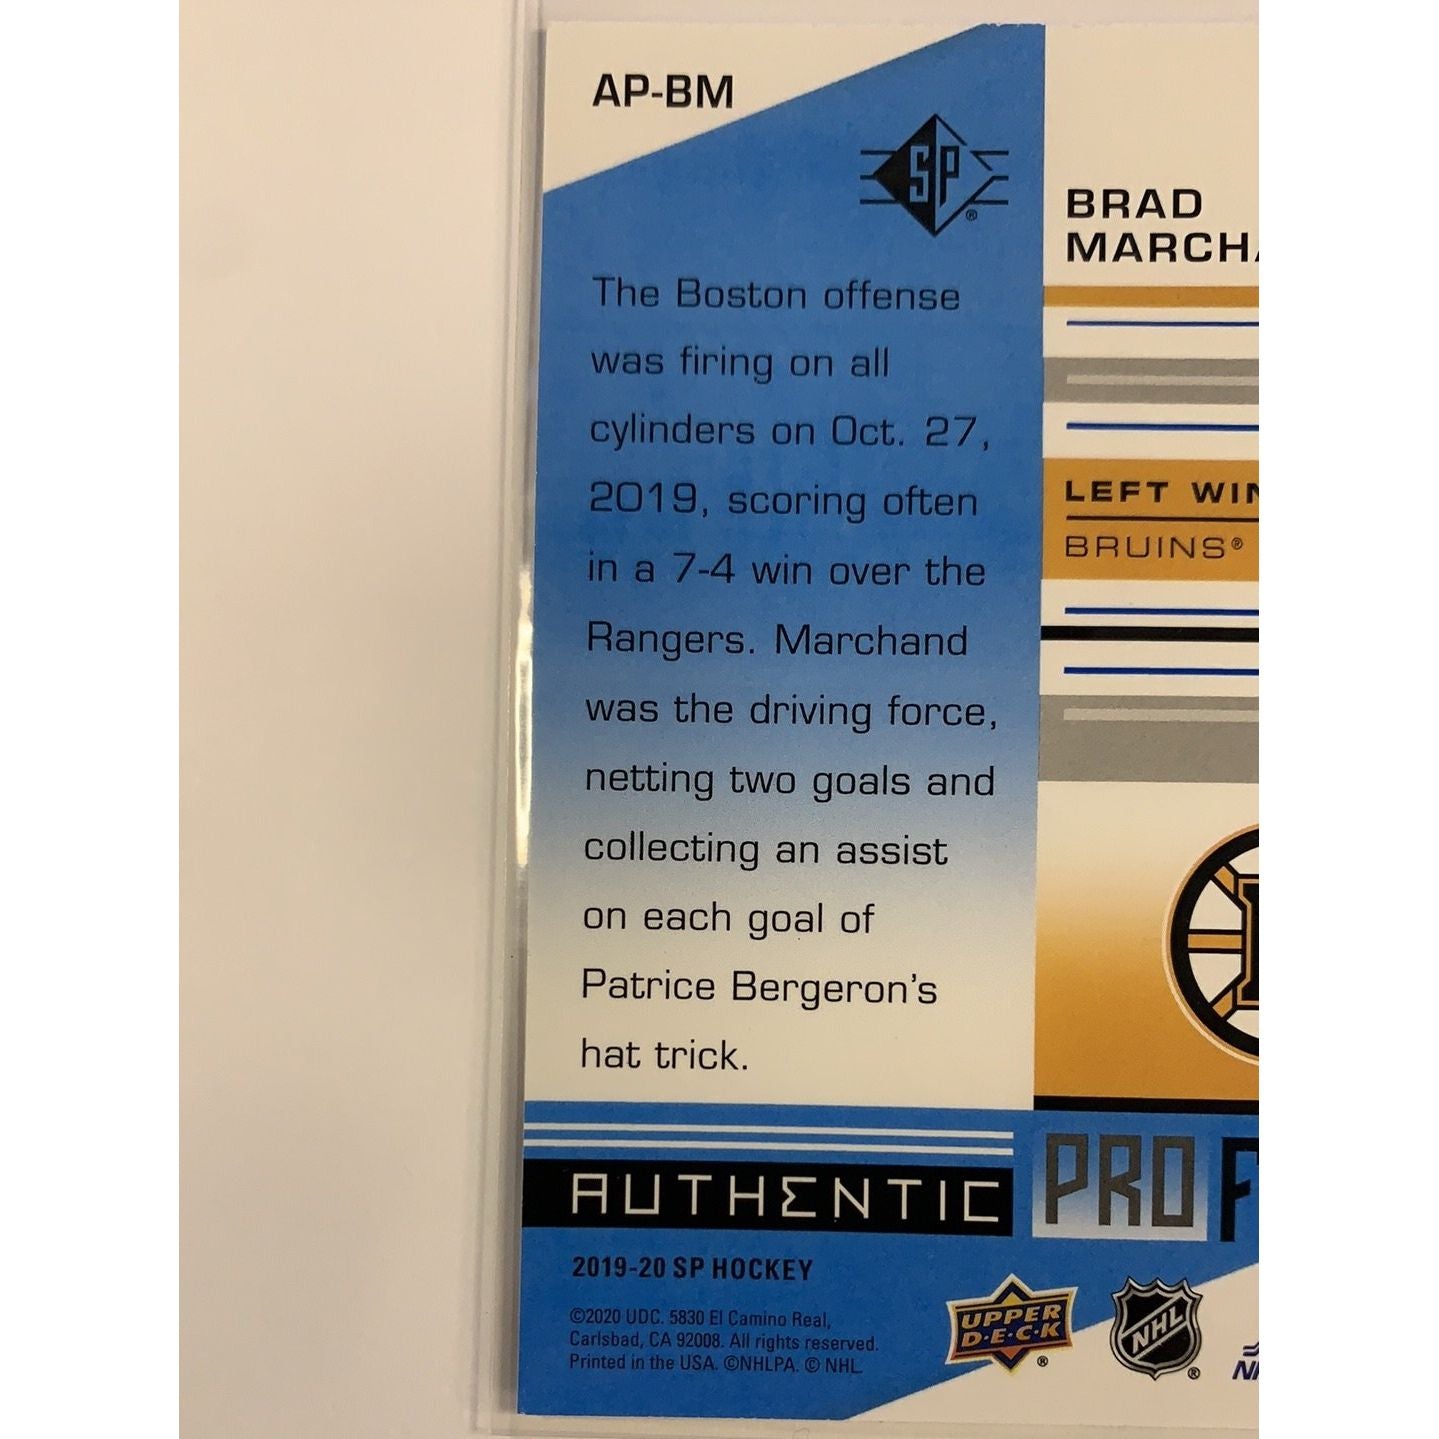 AP-BM
SP®
The Boston offense
was firing on all
cylinders on Oct. 27,
2019, scoring often
in a 7-4 win over the
Rangers. Marchand
was the driving force,
netting two goals and
collecting an assist
on each goal of
Patrice Bergeron's
hat trick.
BRAD
MARCHA
LEFT WIN
BRUINS®
AUTHENTIC
PRO F
2019-20 SP HOCKEY
©2020 UDC. 5830 El Camino Real,
Carlsbad, CA 92008. All rights reserved.
Printed in the USA. ©NHLPA. © NHL.
UPPER
D·E·C·K
®
NHL
®